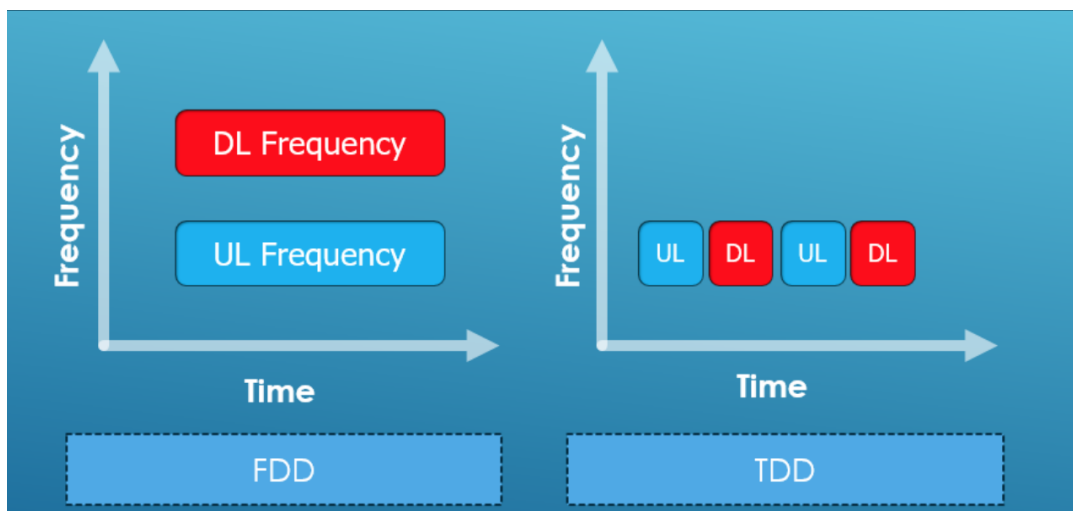 Frequency
DL Frequency
UL Frequency
Time
FDD
Frequency
UL DL UL DL
Time
TDD